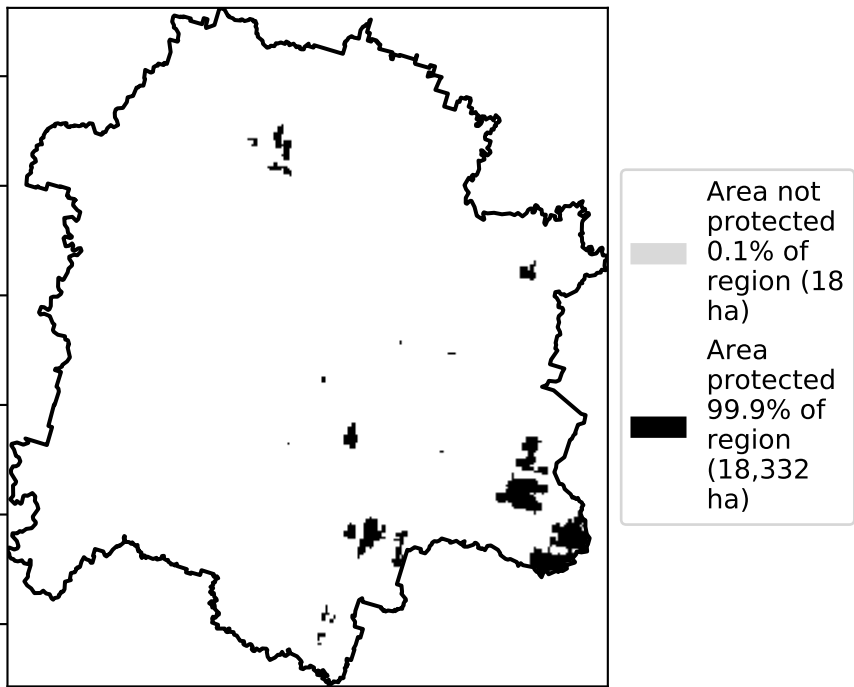 Area not
protected
0.1% of
region (18
ha)
Area
protected
99.9% of
region
(18,332
ha)